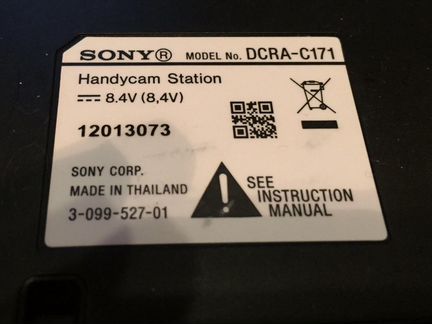 SONY® MODEL No. DCRA-C171
Handycam Station
8.4V (8,4V)
12013073
SONY CORP.
MADE IN THAILAND
3-099-527-01
SEE
INSTRUCTION
MANUAL